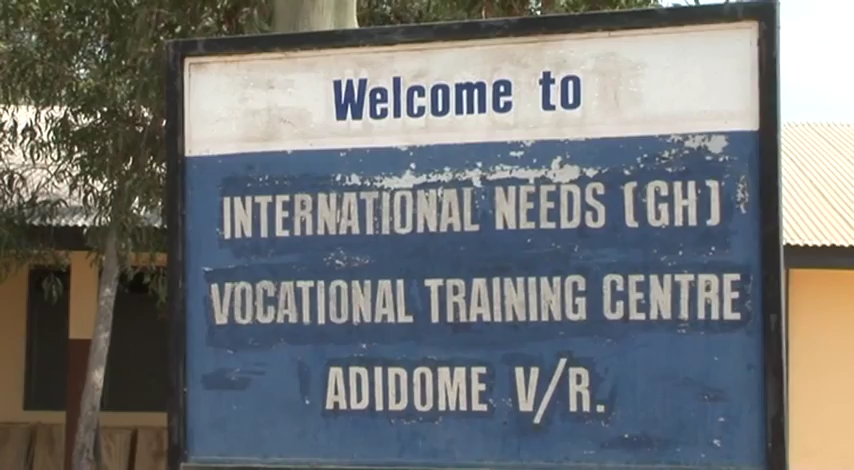 Welcome to
INTERNATIONAL NEEDS (GH)
VOCATIONAL TRAINING CENTRE
ADIDOME V/R.